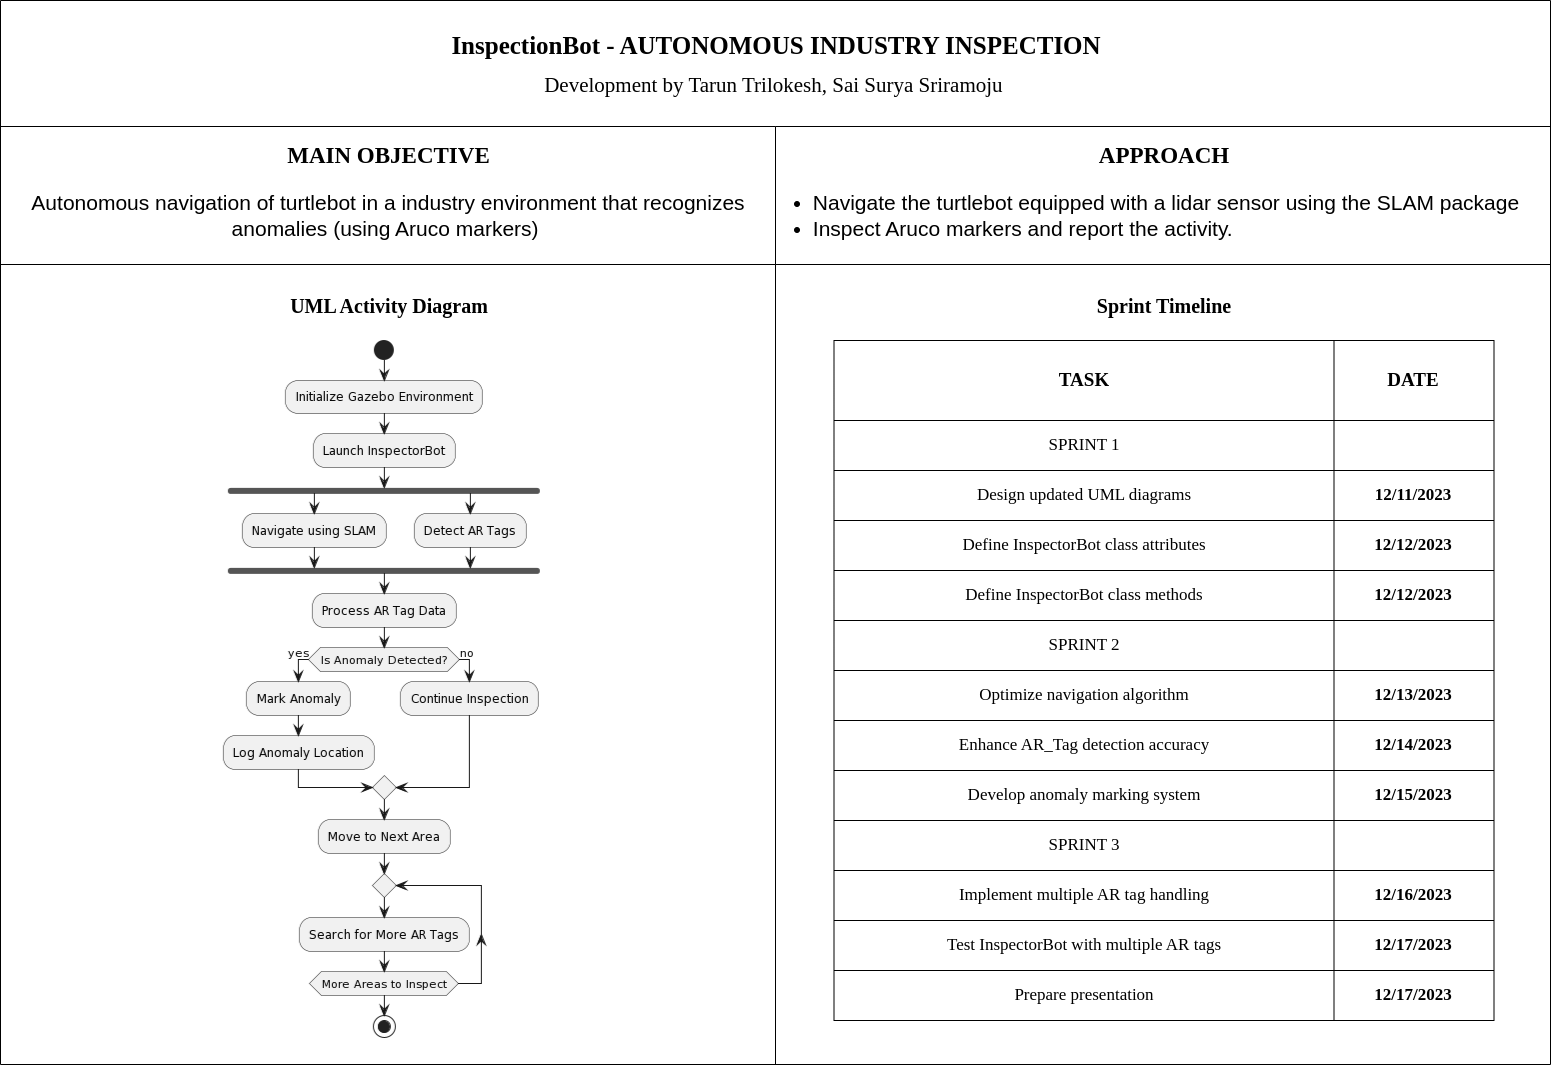 InspectionBot - AUTONOMOUS INDUSTRY INSPECTION
Development by Tarun Trilokesh, Sai Surya Sriramoju
MAIN OBJECTIVE
Autonomous navigation of turtlebot in a industry environment that recognizes
anomalies (using Aruco markers)
APPROACH
• Navigate the turtlebot equipped with a lidar sensor using the SLAM package
• Inspect Aruco markers and report the activity.
UML Activity Diagram
Initialize Gazebo Environment
Launch InspectorBot
Navigate using SLAM
Detect AR Tags
Process AR Tag Data
yes
Is Anomaly Detected?
no
Mark Anomaly
Continue Inspection
Log Anomaly Location
Move to Next Area
Search for More AR Tags
More Areas to Inspect
Sprint Timeline
TASK DATE
SPRINT 1
Design updated UML diagrams 12/11/2023
Define InspectorBot class attributes 12/12/2023
Define InspectorBot class methods 12/12/2023
SPRINT 2
Optimize navigation algorithm 12/13/2023
Enhance AR_Tag detection accuracy 12/14/2023
Develop anomaly marking system 12/15/2023
SPRINT 3
Implement multiple AR tag handling 12/16/2023
Test InspectorBot with multiple AR tags 12/17/2023
Prepare presentation 12/17/2023